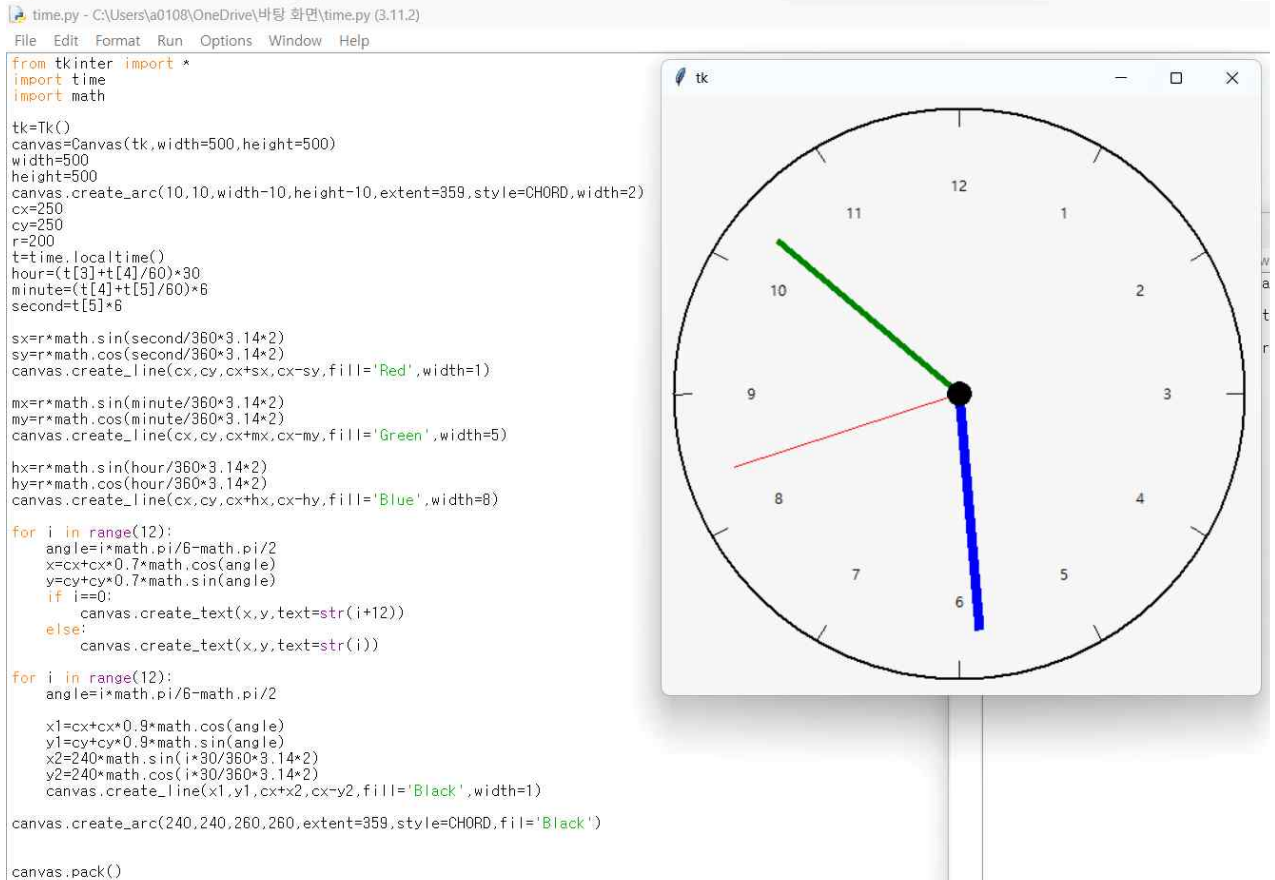 time.py - C:\Users\a0108\OneDrive\바탕 화면\time.py (3.11.2)
File Edit Format Run Options Window Help
from tkinter import *
import time
import math

tk=Tk()
canvas=Canvas(tk,width=500,height=500)
width=500
height=500
canvas.create_arc(10,10,width-10,height-10,extent=359,style=CHORD,width=2)
cx=250
cy=250
r=200
t=time.localtime()
hour=(t[3]+t[4]/60)*30
minute=(t[4]+t[5]/60)*6
second=t[5]*6

sx=r*math.sin(second/360*3.14*2)
sy=r*math.cos(second/360*3.14*2)
canvas.create_line(cx,cy,cx+sx,cx-sy,fill='Red',width=1)

mx=r*math.sin(minute/360*3.14*2)
my=r*math.cos(minute/360*3.14*2)
canvas.create_line(cx,cy,cx+mx,cx-my,fill='Green',width=5)

hx=r*math.sin(hour/360*3.14*2)
hy=r*math.cos(hour/360*3.14*2)
canvas.create_line(cx,cy,cx+hx,cx-hy,fill='Blue',width=8)

for i in range(12):
    angle=i*math.pi/6-math.pi/2
    x=cx+cx*0.7*math.cos(angle)
    y=cy+cy*0.7*math.sin(angle)
    if i==0:
        canvas.create_text(x,y,text=str(i+12))
    else:
        canvas.create_text(x,y,text=str(i))

for i in range(12):
    angle=i*math.pi/6-math.pi/2

    x1=cx+cx*0.9*math.cos(angle)
    y1=cy+cy*0.9*math.sin(angle)
    x2=240*math.sin(i*30/360*3.14*2)
    y2=240*math.cos(i*30/360*3.14*2)
    canvas.create_line(x1,y1,cx+x2,cx-y2,fill='Black',width=1)

canvas.create_arc(240,240,260,260,extent=359,style=CHORD,fil='Black')

canvas.pack()
tk
12
11 1
10 2
9 3
8 4
7 5
6